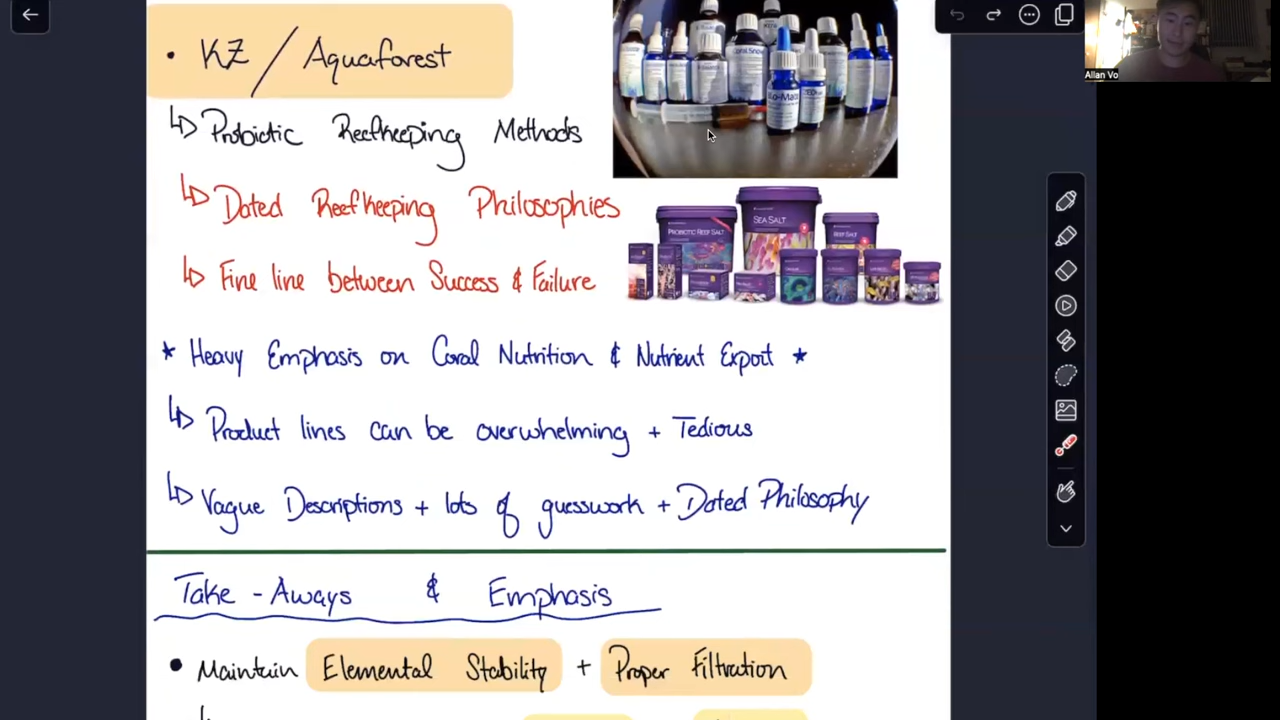 • KZ / Aquaforest
↳ Probiotic Reefkeeping Methods
↳ Dated Reefkeeping Philosophies
↳ Fine line between Success & Failure
* Heavy Emphasis on Coral Nutrition & Nutrient Export *
↳ Product lines can be overwhelming + Tedious
↳ Vague Descriptions + lots of guesswork + Dated Philosophy
Take-Aways & Emphasis
• Maintain Elemental Stability + Proper Filtration
Coral Snow
PROBIOTIC REEF SALT
SEA SALT
REEF SALT
Allan Vo